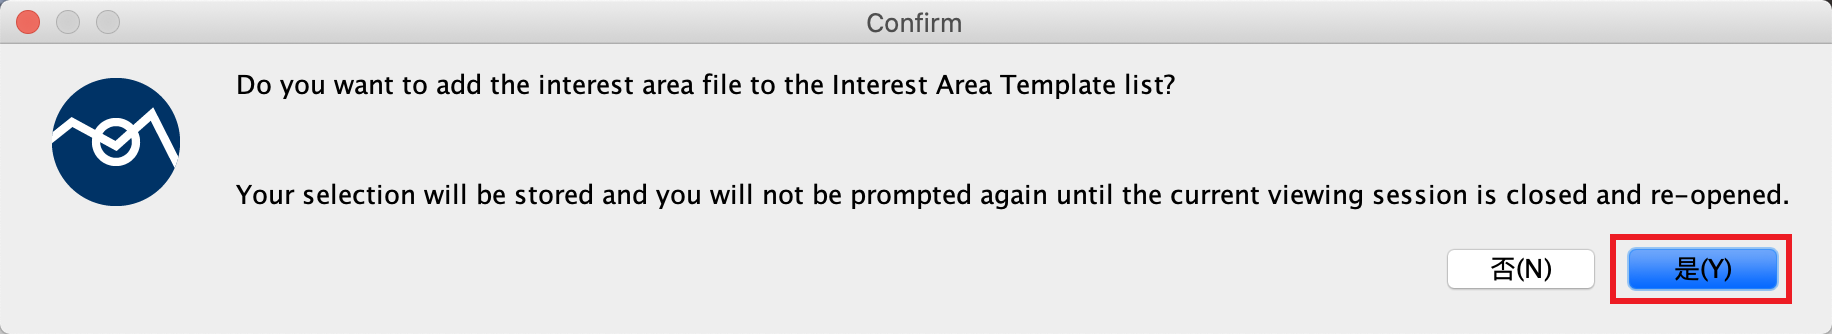 Confirm
Do you want to add the interest area file to the Interest Area Template list?
Your selection will be stored and you will not be prompted again until the current viewing session is closed and re-opened.
否(N)
是(Y)